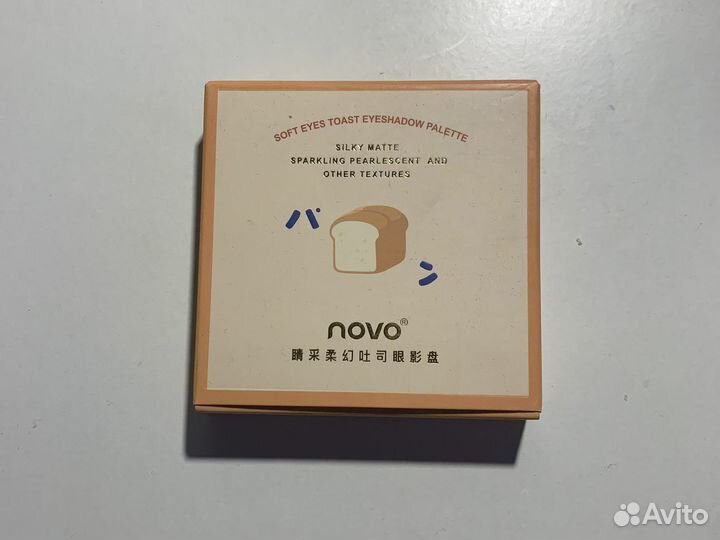 SOFT EYES TOAST EYESHADOW PALETTE
SILKY MATTE
SPARKLING PEARLESCENT AND
OTHER TEXTURES
パ
ン
novo®
睛采柔幻吐司眼影盘
Avito